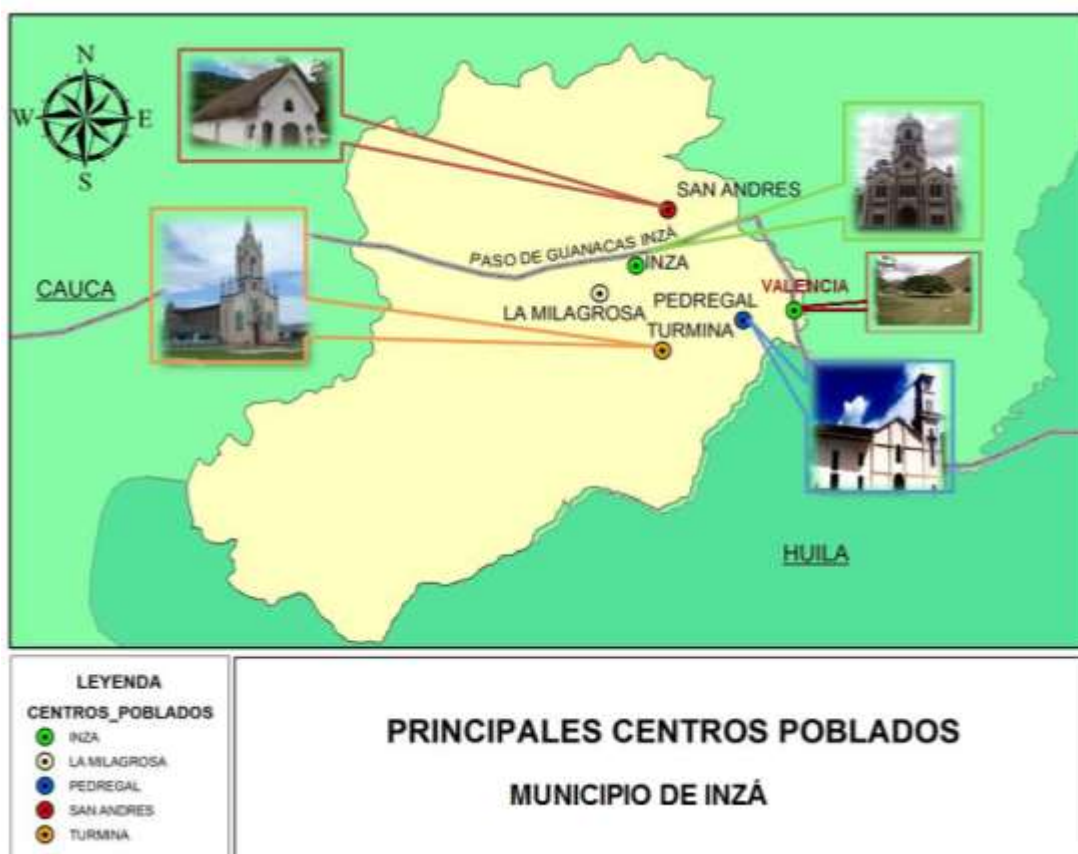 N
W E
S
SAN ANDRES
PASO DE GUANACAS INZÁ
INZA
CAUCA
VALENCIA
PEDREGAL
LA MILAGROSA
TURMINA
HUILA
LEYENDA
CENTROS_POBLADOS
INZA
LA MILAGROSA
PEDREGAL
SAN ANDRES
TURMINA
PRINCIPALES CENTROS POBLADOS
MUNICIPIO DE INZÁ